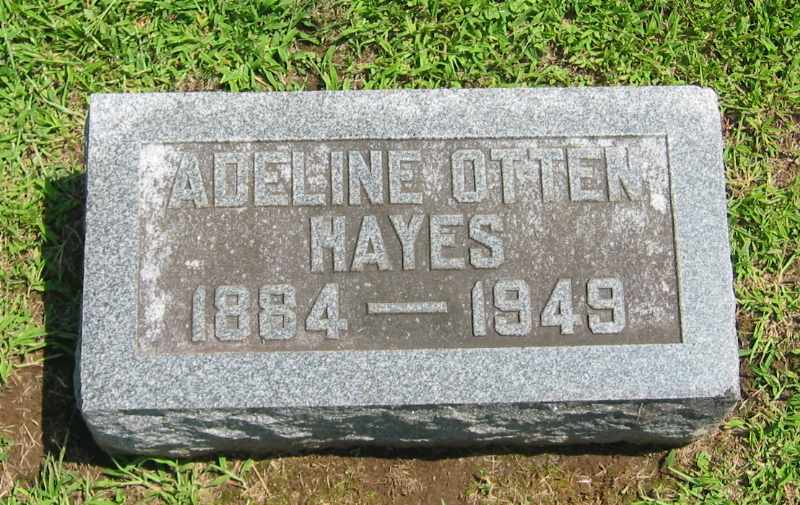 ADELINE OTTEN
HAYES
1884 — 1949